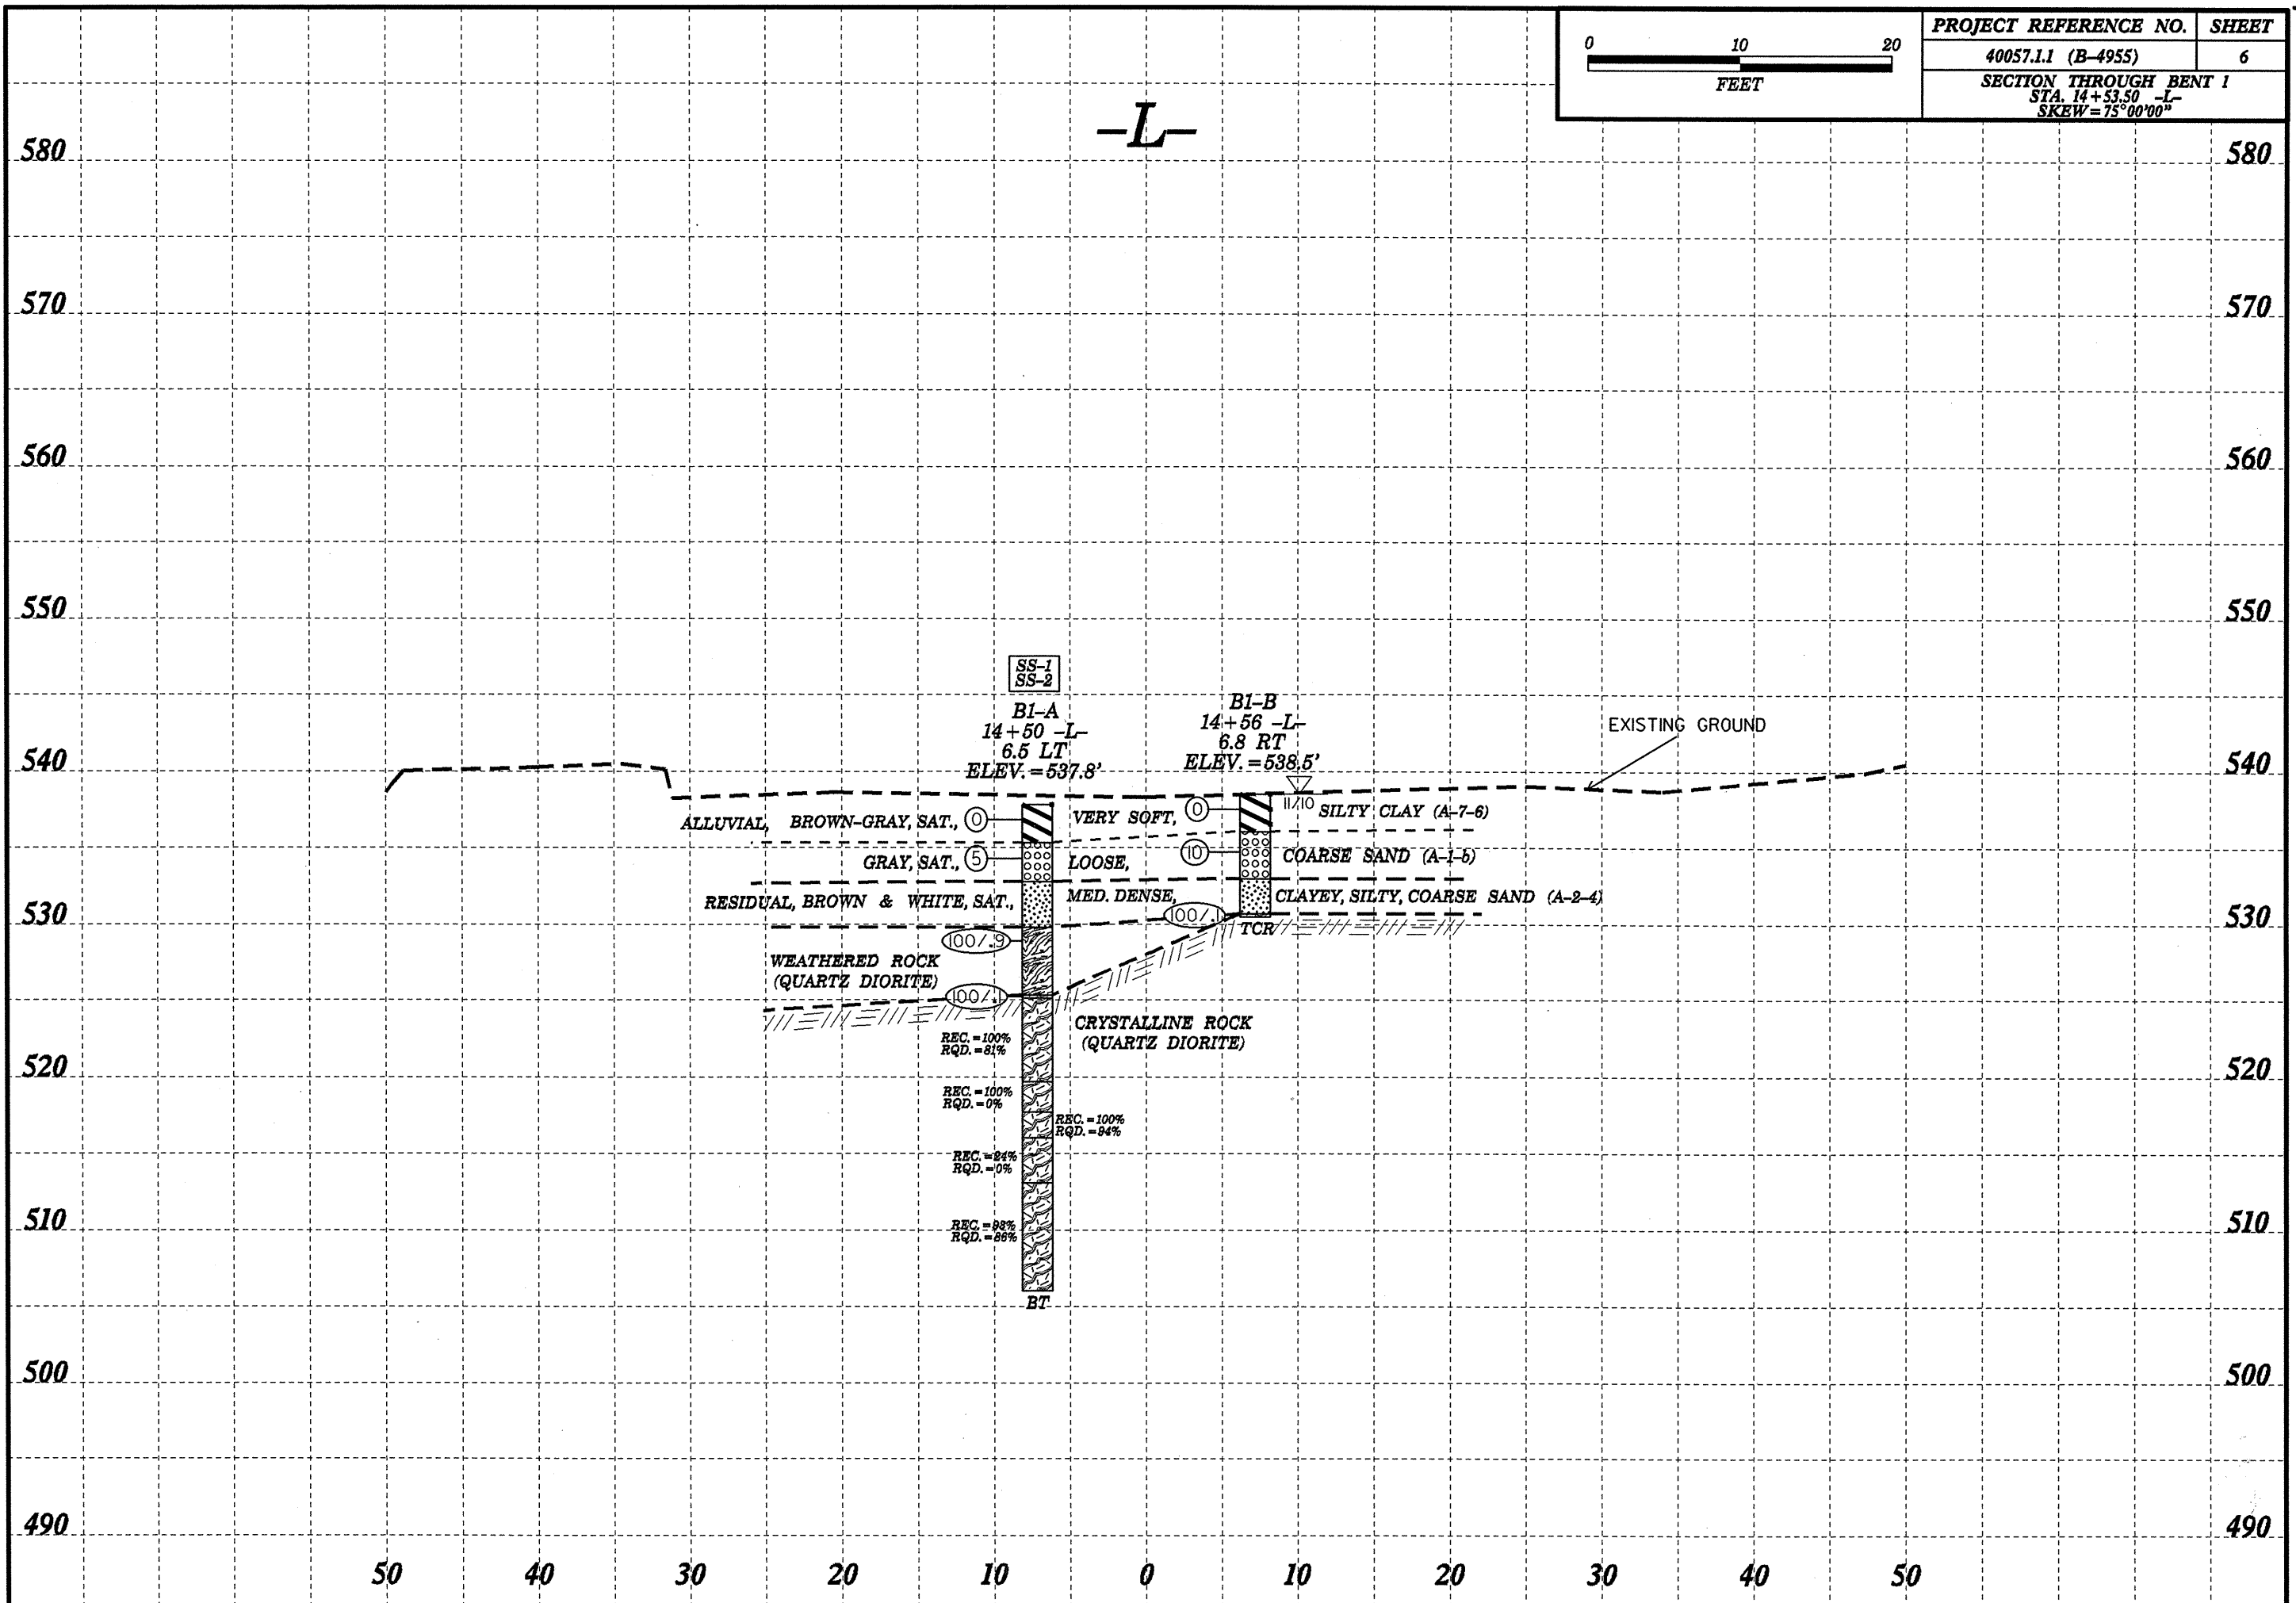 0 10 20
FEET
PROJECT REFERENCE NO. SHEET
40057.1.1 (B-4955) 6
SECTION THROUGH BENT 1
STA. 14+53.50 -L-
SKEW=75°00'00"
-L-
580 580
570 570
560 560
550 550
SS-1
SS-2
B1-A
14+50 -L-
6.5 LT
ELEV.=537.8'
B1-B
14+56 -L-
6.8 RT
ELEV.=538.5'
EXISTING GROUND
540 540
11/10
ALLUVIAL, BROWN-GRAY, SAT., 0 VERY SOFT, 0 SILTY CLAY (A-7-6)
GRAY, SAT., 5 LOOSE, 10 COARSE SAND (A-1-b)
RESIDUAL, BROWN & WHITE, SAT., MED. DENSE, CLAYEY, SILTY, COARSE SAND (A-2-4)
100/.1
530 530
TCR
100/.9
WEATHERED ROCK
(QUARTZ DIORITE)
100/.1
CRYSTALLINE ROCK
(QUARTZ DIORITE)
REC.=100%
RQD.=81%
520 520
REC.=100%
RQD.=0%
REC.=100%
RQD.=94%
REC.=24%
RQD.=0%
510 510
REC.=98%
RQD.=86%
BT
500 500
490 490
50 40 30 20 10 0 10 20 30 40 50